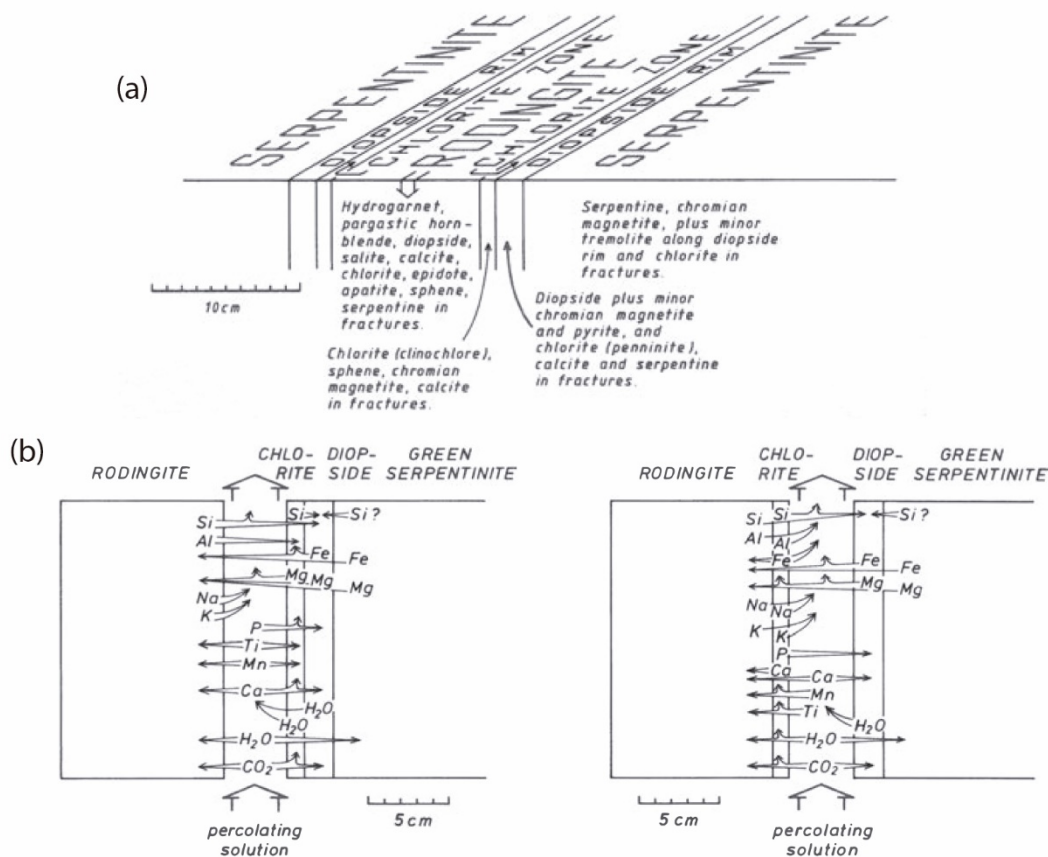 (a)
SERPENTINITE
DIOPSIDE RIM
CHLORITE ZONE
RODINGITE
CHLORITE ZONE
DIOPSIDE RIM
SERPENTINITE
10cm
Hydrogarnet,
pargastic horn-
blende, diopside,
salite, calcite,
chlorite, epidote,
apatite, sphene,
serpentine in
fractures.
Chlorite (clinochlore),
sphene, chromian
magnetite, calcite
in fractures.
Serpentine, chromian
magnetite, plus minor
tremolite along diopside
rim and chlorite in
fractures.
Diopside plus minor
chromian magnetite
and pyrite, and
chlorite (penninite),
calcite and serpentine
in fractures.
(b)
RODINGITE
CHLO-
RITE
DIOP-
SIDE
GREEN
SERPENTINITE
Si Si Si?
Al
Fe Fe
Mg Mg Mg
Na
K
P
Ti
Mn
Ca
H2O
H2O
H2O
CO2
percolating
solution
5 cm
RODINGITE
CHLO-
RITE
DIOP-
SIDE
GREEN
SERPENTINITE
Si Si Si?
Al Al
Fe Fe Fe
Mg Mg
Na Na
K K
P
Ca Ca
Mn
Ti H2O
H2O
CO2
percolating
solution
5 cm